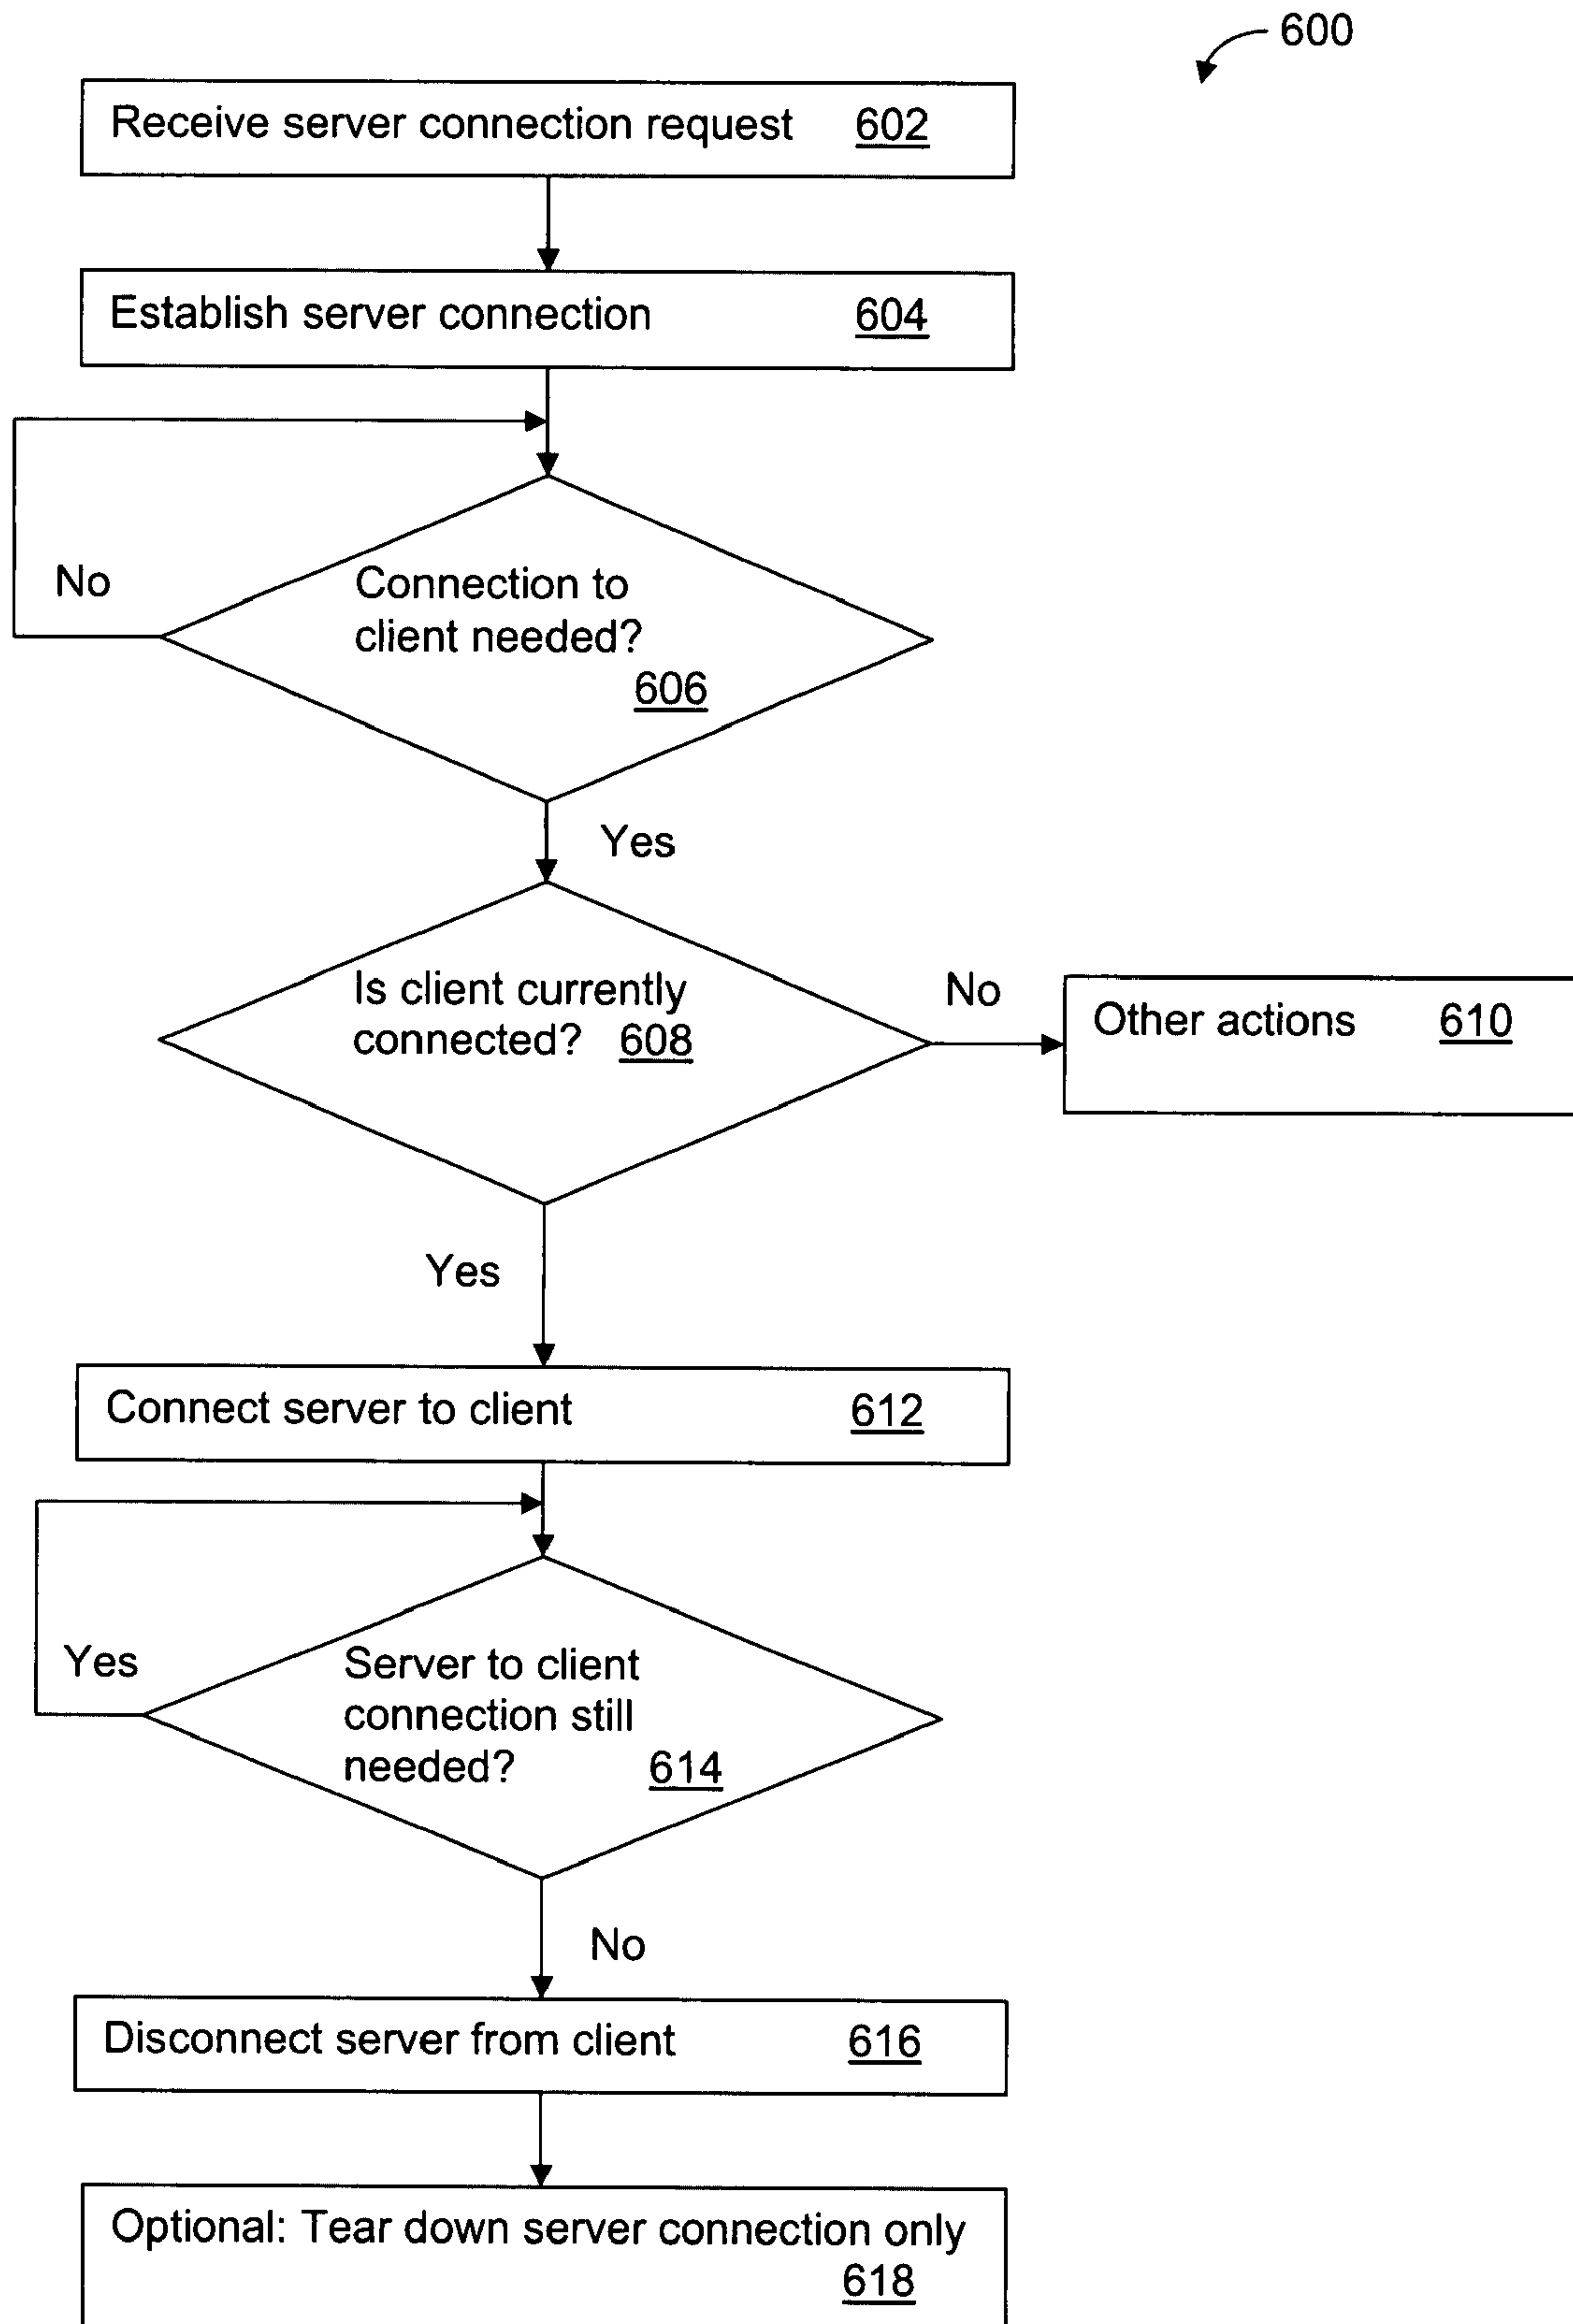 600
Receive server connection request 602
Establish server connection 604
No
Connection to
client needed?
606
Yes
Is client currently
connected? 608
No
Other actions 610
Yes
Connect server to client 612
Yes
Server to client
connection still
needed? 614
No
Disconnect server from client 616
Optional: Tear down server connection only
618